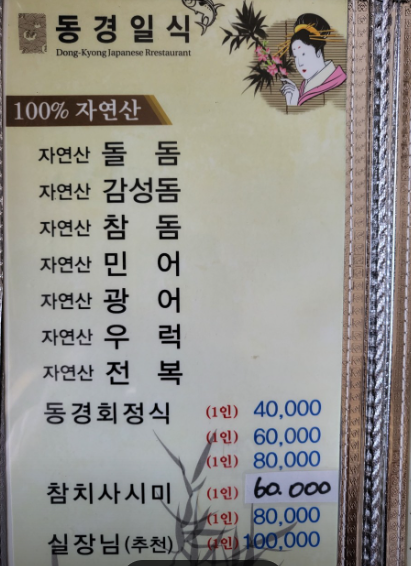 동경일식
Dong-Kyong Japanese Rrestaurant
100% 자연산
자연산 돌 돔
자연산 감성돔
자연산 참 돔
자연산 민 어
자연산 광 어
자연산 우 럭
자연산 전 복
동경회정식 (1인) 40,000
(1인) 60,000
(1인) 80,000
참치사시미 (1인) 60.000
(1인) 80,000
실장님(추천) (1인) 100,000